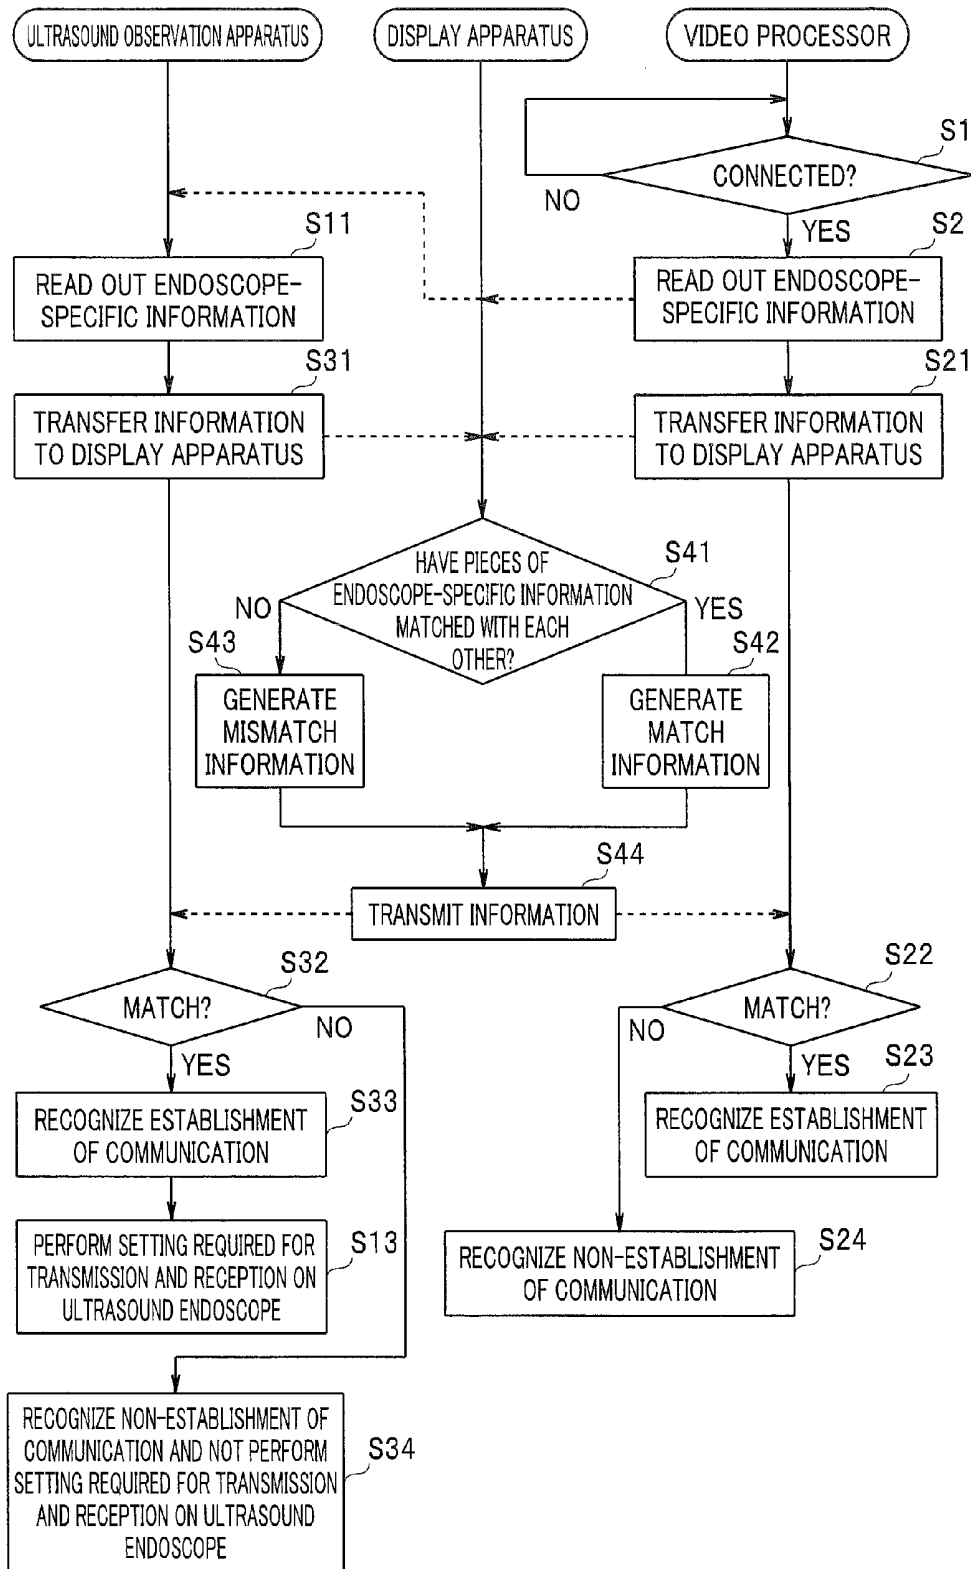 ULTRASOUND OBSERVATION APPARATUS
DISPLAY APPARATUS
VIDEO PROCESSOR
S1
CONNECTED?
NO
YES
S11
READ OUT ENDOSCOPE-
SPECIFIC INFORMATION
S2
READ OUT ENDOSCOPE-
SPECIFIC INFORMATION
S31
TRANSFER INFORMATION
TO DISPLAY APPARATUS
S21
TRANSFER INFORMATION
TO DISPLAY APPARATUS
S41
HAVE PIECES OF
ENDOSCOPE-SPECIFIC INFORMATION
MATCHED WITH EACH
OTHER?
NO
YES
S43
GENERATE
MISMATCH
INFORMATION
S42
GENERATE
MATCH
INFORMATION
S44
TRANSMIT INFORMATION
S32
MATCH?
NO
YES
S22
MATCH?
NO
YES
S33
RECOGNIZE ESTABLISHMENT
OF COMMUNICATION
S23
RECOGNIZE ESTABLISHMENT
OF COMMUNICATION
S13
PERFORM SETTING REQUIRED FOR
TRANSMISSION AND RECEPTION ON
ULTRASOUND ENDOSCOPE
S24
RECOGNIZE NON-ESTABLISHMENT
OF COMMUNICATION
S34
RECOGNIZE NON-ESTABLISHMENT OF
COMMUNICATION AND NOT PERFORM
SETTING REQUIRED FOR TRANSMISSION
AND RECEPTION ON ULTRASOUND
ENDOSCOPE